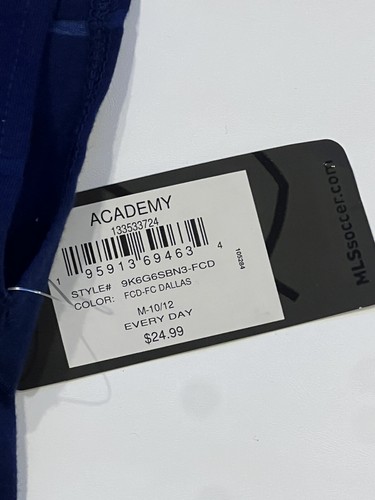 ACADEMY
133533724
1 95913 69463 4
105284
STYLE# 9K6G6SBN3-FCD
COLOR: FCD-FC DALLAS
M-10/12
EVERY DAY
$24.99
MLSsoccer.com